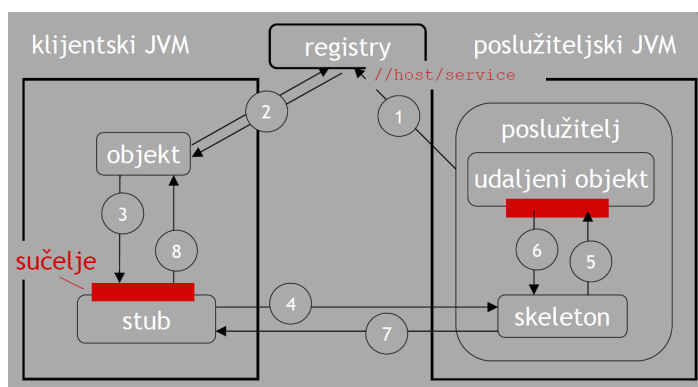 klijentski JVM
registry
poslužiteljski JVM
//host/service
2
1
poslužitelj
objekt
udaljeni objekt
3
8
6
5
sučelje
4
stub
skeleton
7